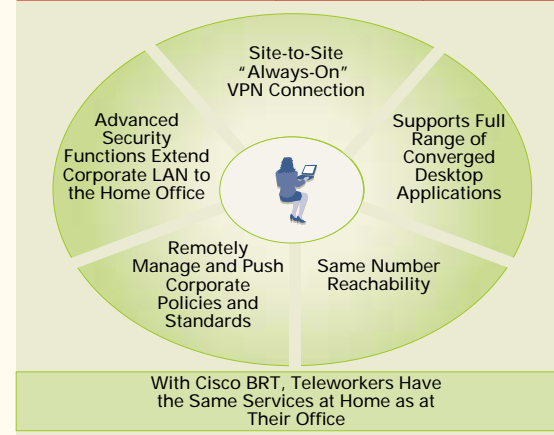 Site-to-Site
“Always-On”
VPN Connection
Advanced
Security
Functions Extend
Corporate LAN to
the Home Office
Supports Full
Range of
Converged
Desktop
Applications
Remotely
Manage and Push
Corporate
Policies and
Standards
Same Number
Reachability
With Cisco BRT, Teleworkers Have
the Same Services at Home as at
Their Office